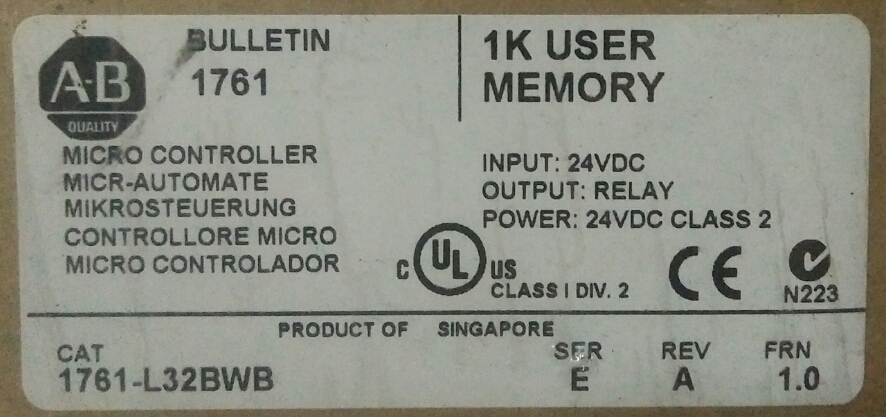 A-B
QUALITY
BULLETIN
1761
1K USER
MEMORY
MICRO CONTROLLER
MICR-AUTOMATE
MIKROSTEUERUNG
CONTROLLORE MICRO
MICRO CONTROLADOR
INPUT: 24VDC
OUTPUT: RELAY
POWER: 24VDC CLASS 2
C UL US
CLASS I DIV. 2
CE
N223
PRODUCT OF SINGAPORE
CAT
1761-L32BWB
SER
E
REV
A
FRN
1.0